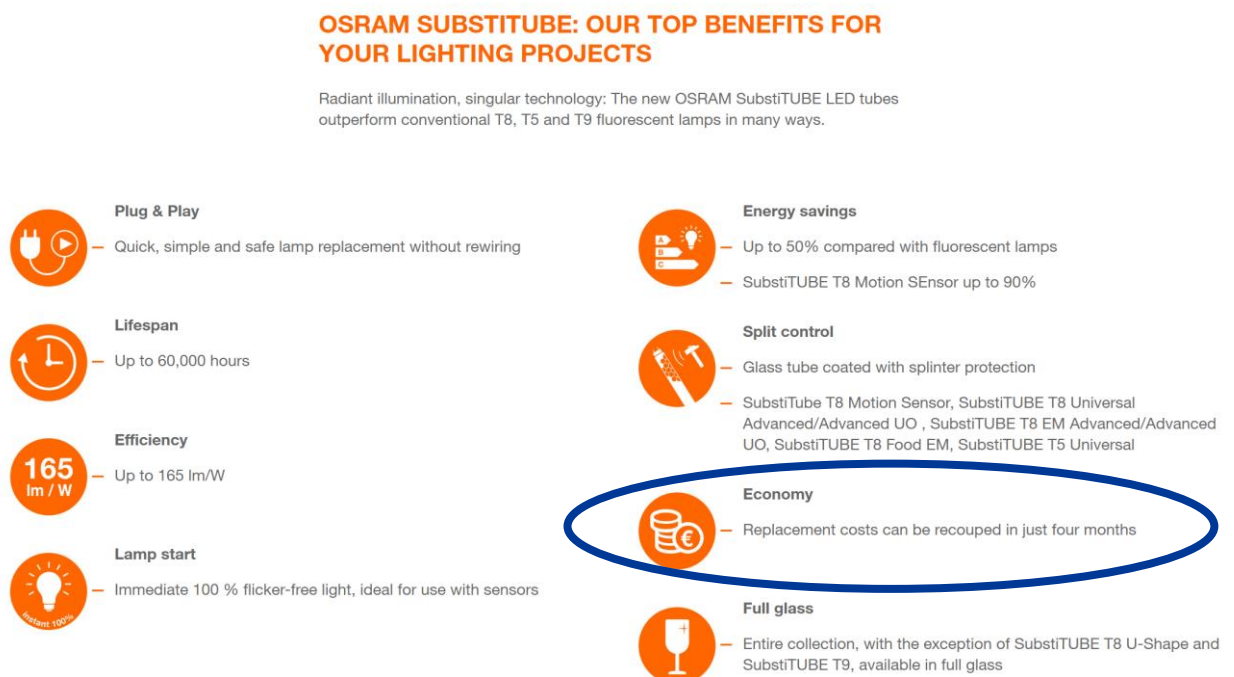 OSRAM SUBSTITUBE: OUR TOP BENEFITS FOR
YOUR LIGHTING PROJECTS
Radiant illumination, singular technology: The new OSRAM SubstiTUBE LED tubes
outperform conventional T8, T5 and T9 fluorescent lamps in many ways.
Plug & Play
– Quick, simple and safe lamp replacement without rewiring
Lifespan
– Up to 60,000 hours
165
lm / W
Efficiency
– Up to 165 lm/W
Lamp start
– Immediate 100 % flicker-free light, ideal for use with sensors
instant 100%
A
B
C
Energy savings
– Up to 50% compared with fluorescent lamps
– SubstiTUBE T8 Motion SEnsor up to 90%
Split control
– Glass tube coated with splinter protection
– SubstiTube T8 Motion Sensor, SubstiTUBE T8 Universal
Advanced/Advanced UO , SubstiTUBE T8 EM Advanced/Advanced
UO, SubstiTUBE T8 Food EM, SubstiTUBE T5 Universal
€
Economy
– Replacement costs can be recouped in just four months
Full glass
– Entire collection, with the exception of SubstiTUBE T8 U-Shape and
SubstiTUBE T9, available in full glass